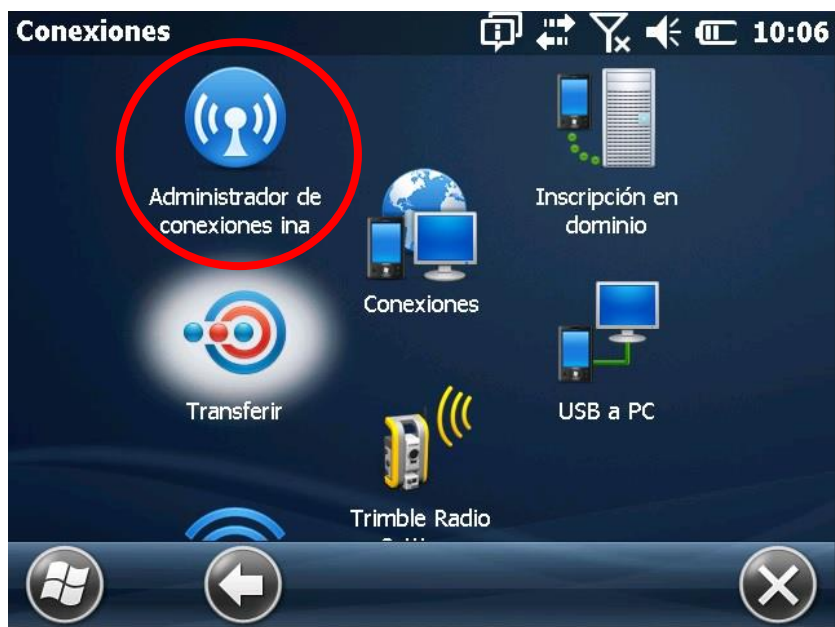 Conexiones
10:06
Administrador de
conexiones ina
Inscripción en
dominio
Conexiones
Transferir
USB a PC
Trimble Radio